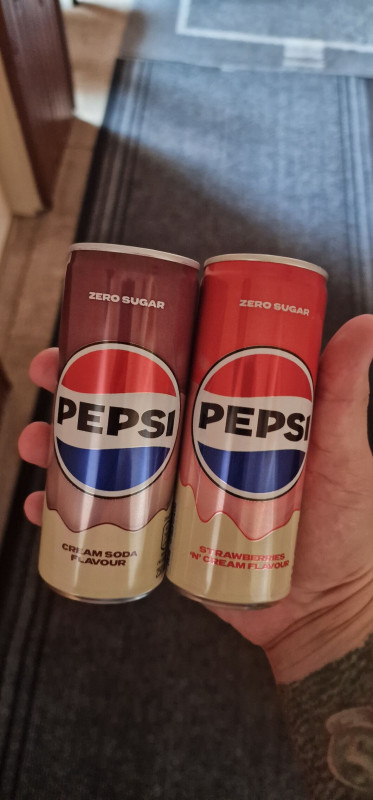 ZERO SUGAR
PEPSI
CREAM SODA
FLAVOUR
ZERO SUGAR
PEPSI
STRAWBERRIES
'N' CREAM FLAVOUR